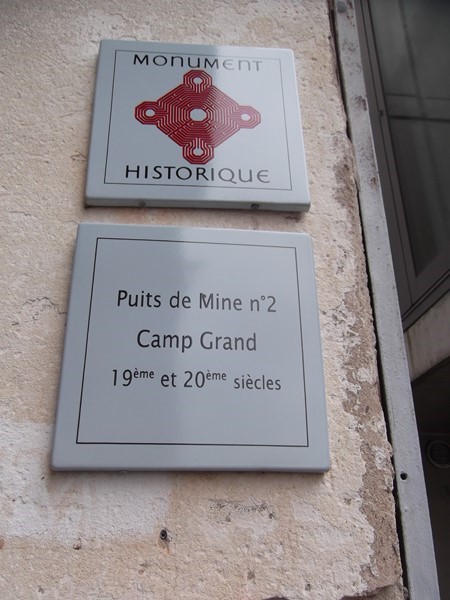 MONUMENT
HISTORIQUE
Puits de Mine n°2
Camp Grand
19ème et 20ème siècles